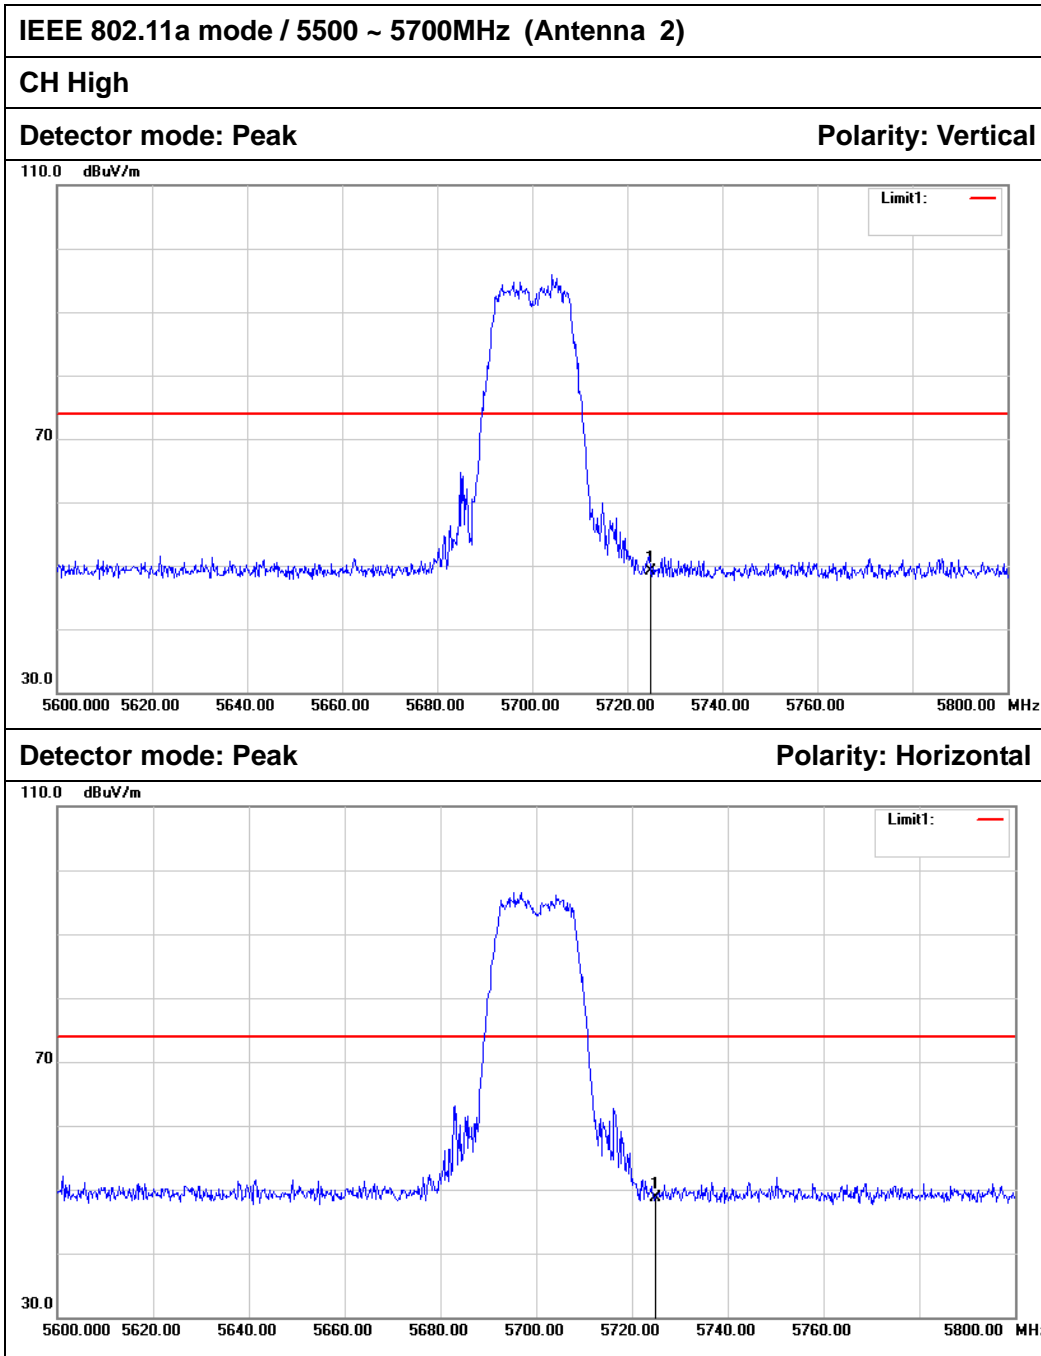 IEEE 802.11a mode / 5500 ~ 5700MHz (Antenna 2)
CH High
Detector mode: Peak Polarity: Vertical
110.0 dBuV/m
Limit1:
70
1
30.0
5600.000 5620.00 5640.00 5660.00 5680.00 5700.00 5720.00 5740.00 5760.00 5800.00 MHz
Detector mode: Peak Polarity: Horizontal
110.0 dBuV/m
Limit1:
70
1
30.0
5600.000 5620.00 5640.00 5660.00 5680.00 5700.00 5720.00 5740.00 5760.00 5800.00 MHz